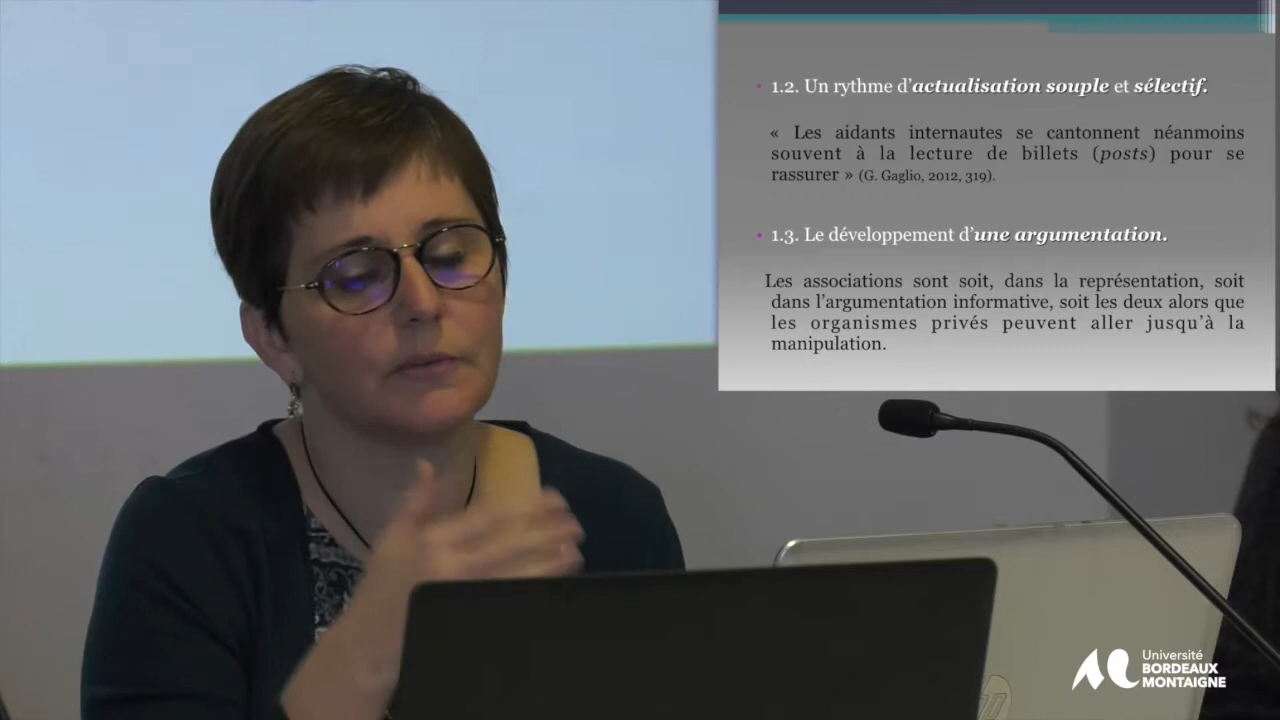 • 1.2. Un rythme d'actualisation souple et sélectif.
« Les aidants internautes se cantonnent néanmoins
souvent à la lecture de billets (posts) pour se
rassurer » (G. Gaglio, 2012, 319).
• 1.3. Le développement d'une argumentation.
Les associations sont soit, dans la représentation, soit
dans l'argumentation informative, soit les deux alors que
les organismes privés peuvent aller jusqu'à la
manipulation.
Université
BORDEAUX
MONTAIGNE